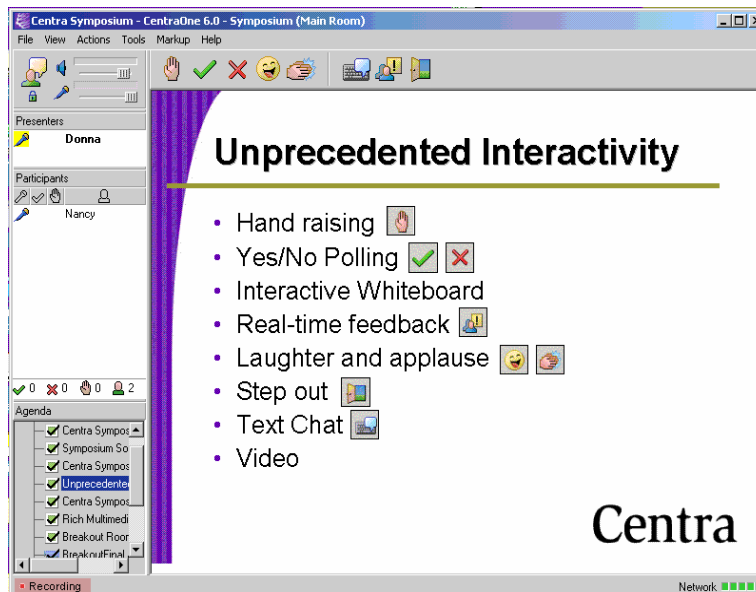 Centra Symposium - CentraOne 6.0 - Symposium (Main Room)
File View Actions Tools Markup Help
Presenters
Donna
Participants
Nancy
0 0 0 2
Agenda
Centra Sympos
Symposium So
Centra Sympos
Unprecedente
Centra Sympos
Rich Multimedi
Breakout Roor
BreakoutFinal
Recording
Unprecedented Interactivity
• Hand raising
• Yes/No Polling
• Interactive Whiteboard
• Real-time feedback
• Laughter and applause
• Step out
• Text Chat
• Video
Centra
Network